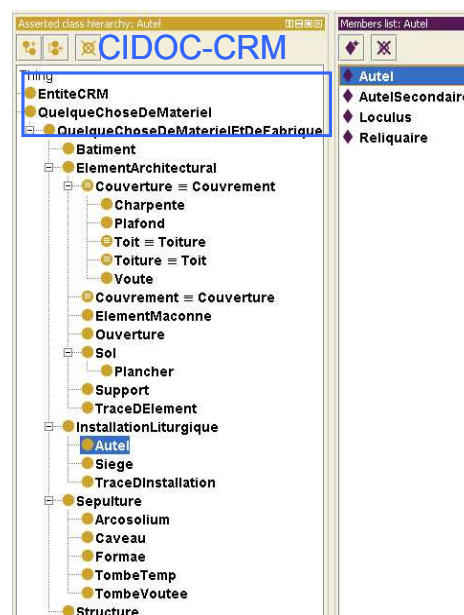 Asserted class hierarchy: Autel
CIDOC-CRM
Thing
EntiteCRM
QuelqueChoseDeMateriel
QuelqueChoseDeMaterielEtDeFabrique
Batiment
ElementArchitectural
Couverture ≡ Couvrement
Charpente
Plafond
Toit ≡ Toiture
Toiture ≡ Toit
Voute
Couvrement ≡ Couverture
ElementMaconne
Ouverture
Sol
Plancher
Support
TraceDElement
InstallationLiturgique
Autel
Siege
TraceDInstallation
Sepulture
Arcosolium
Caveau
Formae
TombeTemp
TombeVoutee
Structure
Members list: Autel
Autel
AutelSecondaire
Loculus
Reliquaire